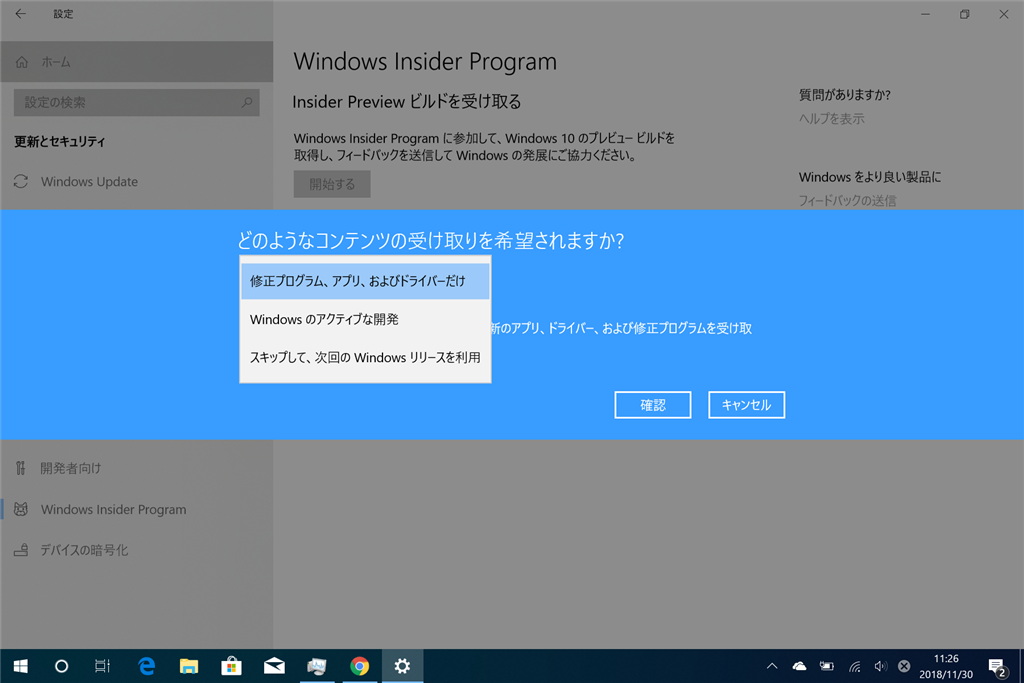 設定
ホーム
設定の検索
更新とセキュリティ
Windows Update
Windows Insider Program
Insider Preview ビルドを受け取る
Windows Insider Program に参加して、Windows 10 のプレビュー ビルドを
取得し、フィードバックを送信して Windows の発展にご協力ください。
開始する
質問がありますか?
ヘルプを表示
Windows をより良い製品に
フィードバックの送信
どのようなコンテンツの受け取りを希望されますか?
修正プログラム、アプリ、およびドライバーだけ
Windows のアクティブな開発
新のアプリ、ドライバー、および修正プログラムを受け取
スキップして、次回の Windows リリースを利用
確認
キャンセル
開発者向け
Windows Insider Program
デバイスの暗号化
11:26
2018/11/30
2